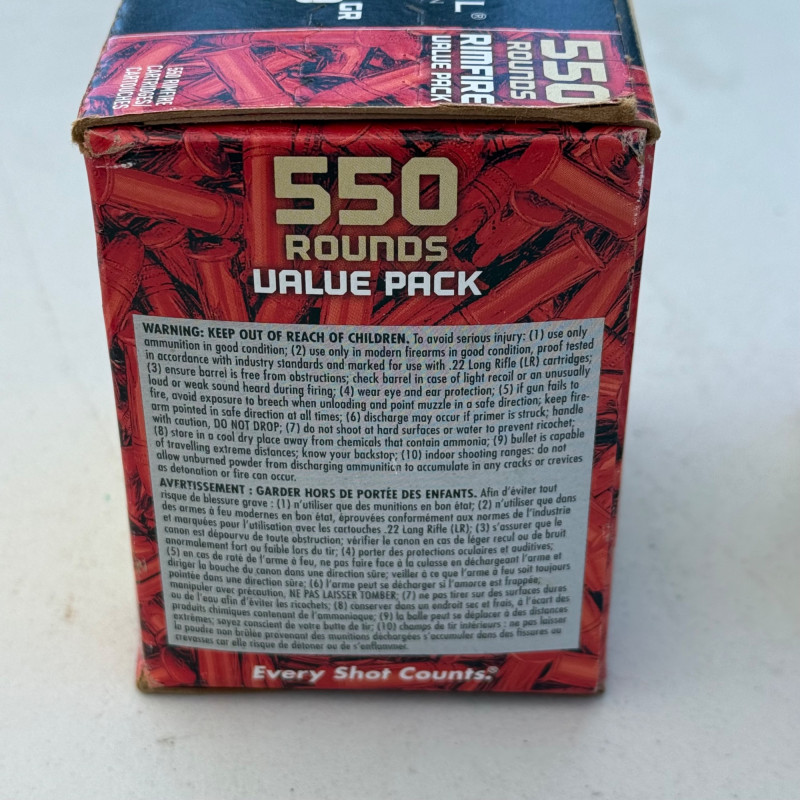 L®
GR
RIMFIRE
VALUE PACK
550
ROUNDS
550 RIMFIRE
CARTRIDGES
CARTOUCHES
550
ROUNDS
VALUE PACK
WARNING: KEEP OUT OF REACH OF CHILDREN. To avoid serious injury: (1) use only
ammunition in good condition; (2) use only in modern firearms in good condition, proof tested
in accordance with industry standards and marked for use with .22 Long Rifle (LR) cartridges;
(3) ensure barrel is free from obstructions; check barrel in case of light recoil or an unusually
loud or weak sound heard during firing; (4) wear eye and ear protection; (5) if gun fails to
fire, avoid exposure to breech when unloading and point muzzle in a safe direction; keep fire-
arm pointed in safe direction at all times; (6) discharge may occur if primer is struck; handle
with caution, DO NOT DROP; (7) do not shoot at hard surfaces or water to prevent ricochet;
(8) store in a cool dry place away from chemicals that contain ammonia; (9) bullet is capable
of travelling extreme distances; know your backstop; (10) indoor shooting ranges: do not
allow unburned powder from discharging ammunition to accumulate in any cracks or crevices
as detonation or fire can occur.
AVFRTISSEMENT : GARDER HORS DE PORTÉE DES ENFANTS. Afin d'éviter tout
risque de blessure grave : (1) n'utiliser que des munitions en bon état; (2) n'utiliser que dans
des armes à feu modernes en bon état, éprouvées conformément aux normes de l'industrie
et marquées pour l'utilisation avec les cartouches .22 Long Rifle (LR); (3) s'assurer que le
canon est dépourvu de toute obstruction; vérifier le canon en cas de léger recul ou de bruit
anormalement fort ou faible lors du tir; (4) porter des protections oculaires et auditives;
(5) en cas de raté de l'arme à feu, ne pas faire face à la culasse en déchargeant l'arme et
diriger la bouche du canon dans une direction sûre; veiller à ce que l'arme à feu soit toujours
pointée dans une direction sûre; (6) l'arme peut se décharger si l'amorce est frappée;
manipuler avec précaution, NE PAS LAISSER TOMBER; (7) ne pas tirer sur des surfaces dures
ou de l'eau afin d'éviter les ricochets; (8) conserver dans un endroit sec et frais, à l'écart des
produits chimiques contenant de l'ammoniaque; (9) la balle peut se déplacer à des distances
extrêmes; soyez conscient de votre butte de tir; (10) champs de tir intérieurs : ne pas laisser
la poudre non brûlée provenant des munitions déchargées s'accumuler dans des fissures ou
crevasses car elle risque de détoner ou de s'enflammer.
Every Shot Counts.®